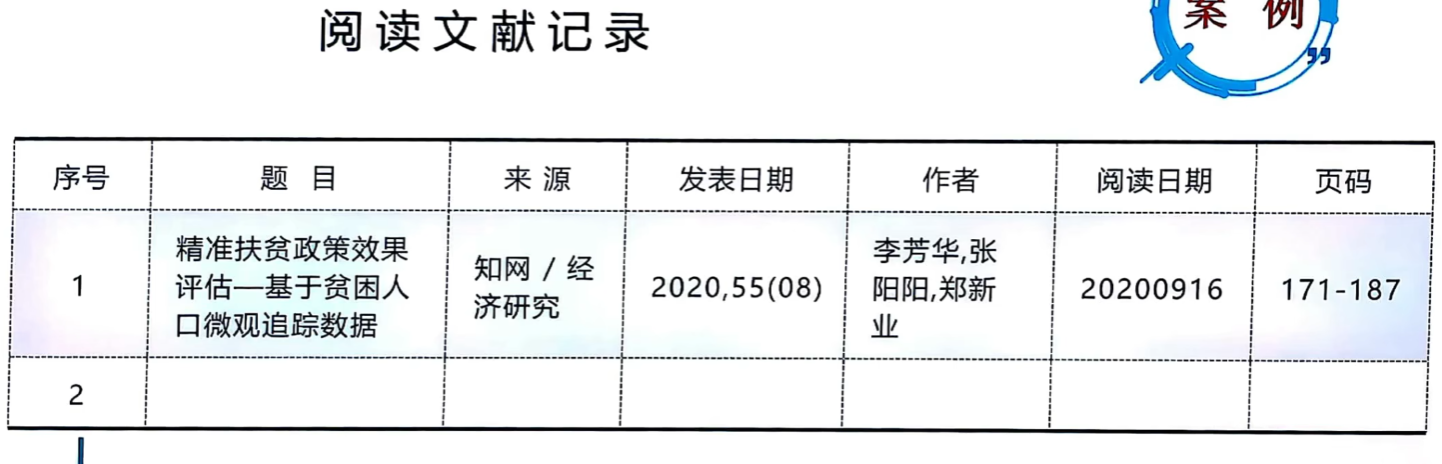 阅读文献记录
案 例
”
序号 题 目 来 源 发表日期 作者 阅读日期 页码
1 精准扶贫政策效果评估—基于贫困人口微观追踪数据 知网 / 经济研究 2020,55(08) 李芳华,张阳阳,郑新业 20200916 171-187
2